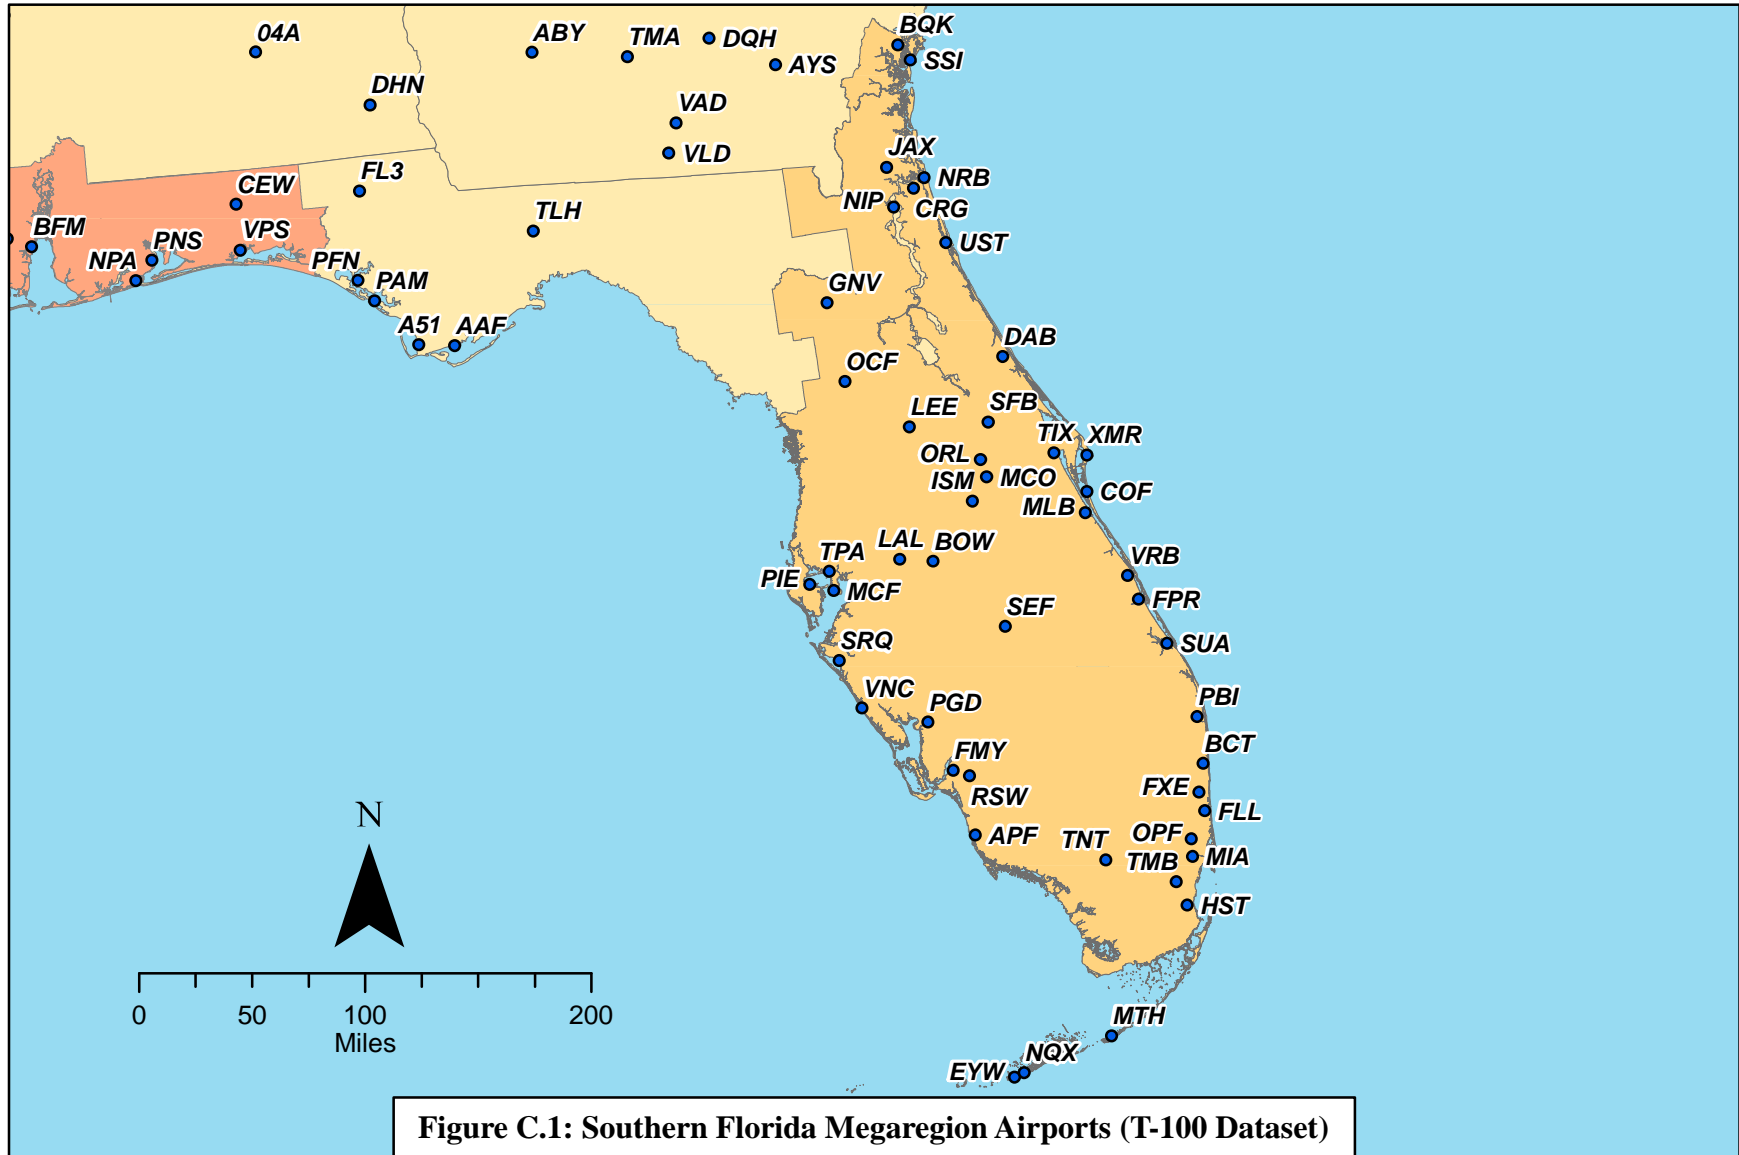 04A
ABY
TMA
DQH
AYS
BQK
SSI
DHN
VAD
VLD
JAX
NRB
CRG
NIP
UST
FL3
CEW
TLH
BFM
PNS
VPS
NPA
PFN
PAM
A51
AAF
GNV
DAB
OCF
LEE
SFB
TIX
XMR
ORL
MCO
ISM
COF
MLB
TPA
LAL
BOW
VRB
PIE
MCF
FPR
SEF
SUA
SRQ
VNC
PGD
PBI
FMY
BCT
RSW
FXE
FLL
APF
OPF
TNT
MIA
TMB
HST
N
0 50 100 200
Miles
MTH
NQX
EYW
Figure C.1: Southern Florida Megaregion Airports (T-100 Dataset)